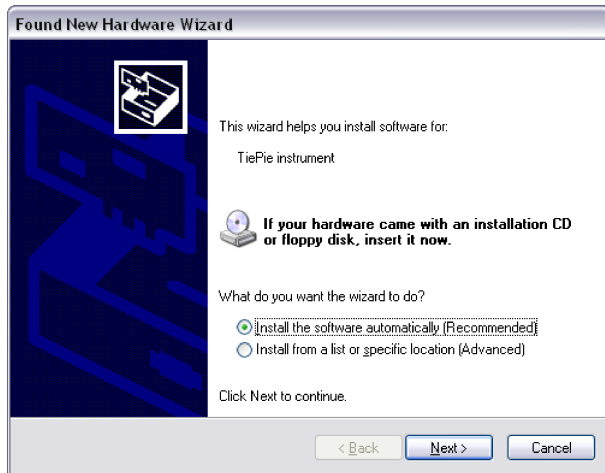 Found New Hardware Wizard
This wizard helps you install software for:
TiePie instrument
If your hardware came with an installation CD
or floppy disk, insert it now.
What do you want the wizard to do?
Install the software automatically (Recommended)
Install from a list or specific location (Advanced)
Click Next to continue.
< Back Next > Cancel